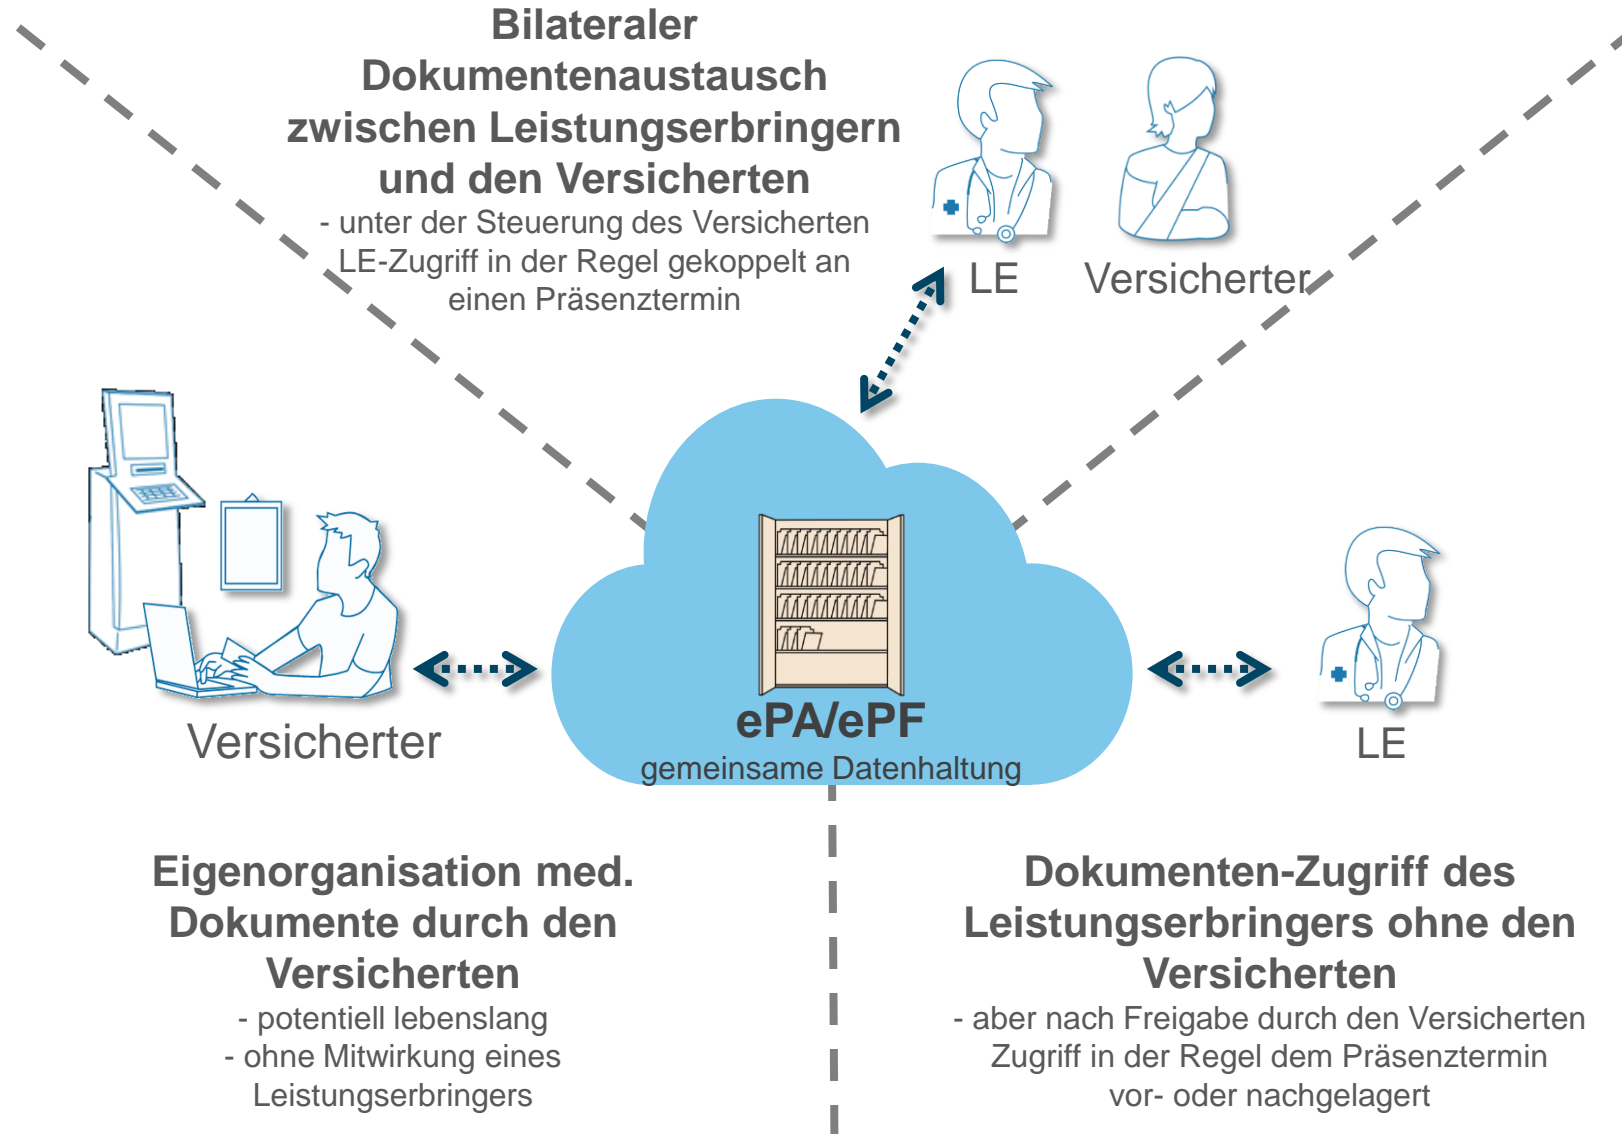 Bilateraler
Dokumentenaustausch
zwischen Leistungserbringern
und den Versicherten
- unter der Steuerung des Versicherten
LE-Zugriff in der Regel gekoppelt an
einen Präsenztermin
LE
Versicherter
Versicherter
ePA/ePF
gemeinsame Datenhaltung
LE
Eigenorganisation med.
Dokumente durch den
Versicherten
- potentiell lebenslang
- ohne Mitwirkung eines
Leistungserbringers
Dokumenten-Zugriff des
Leistungserbringers ohne den
Versicherten
- aber nach Freigabe durch den Versicherten
Zugriff in der Regel dem Präsenztermin
vor- oder nachgelagert